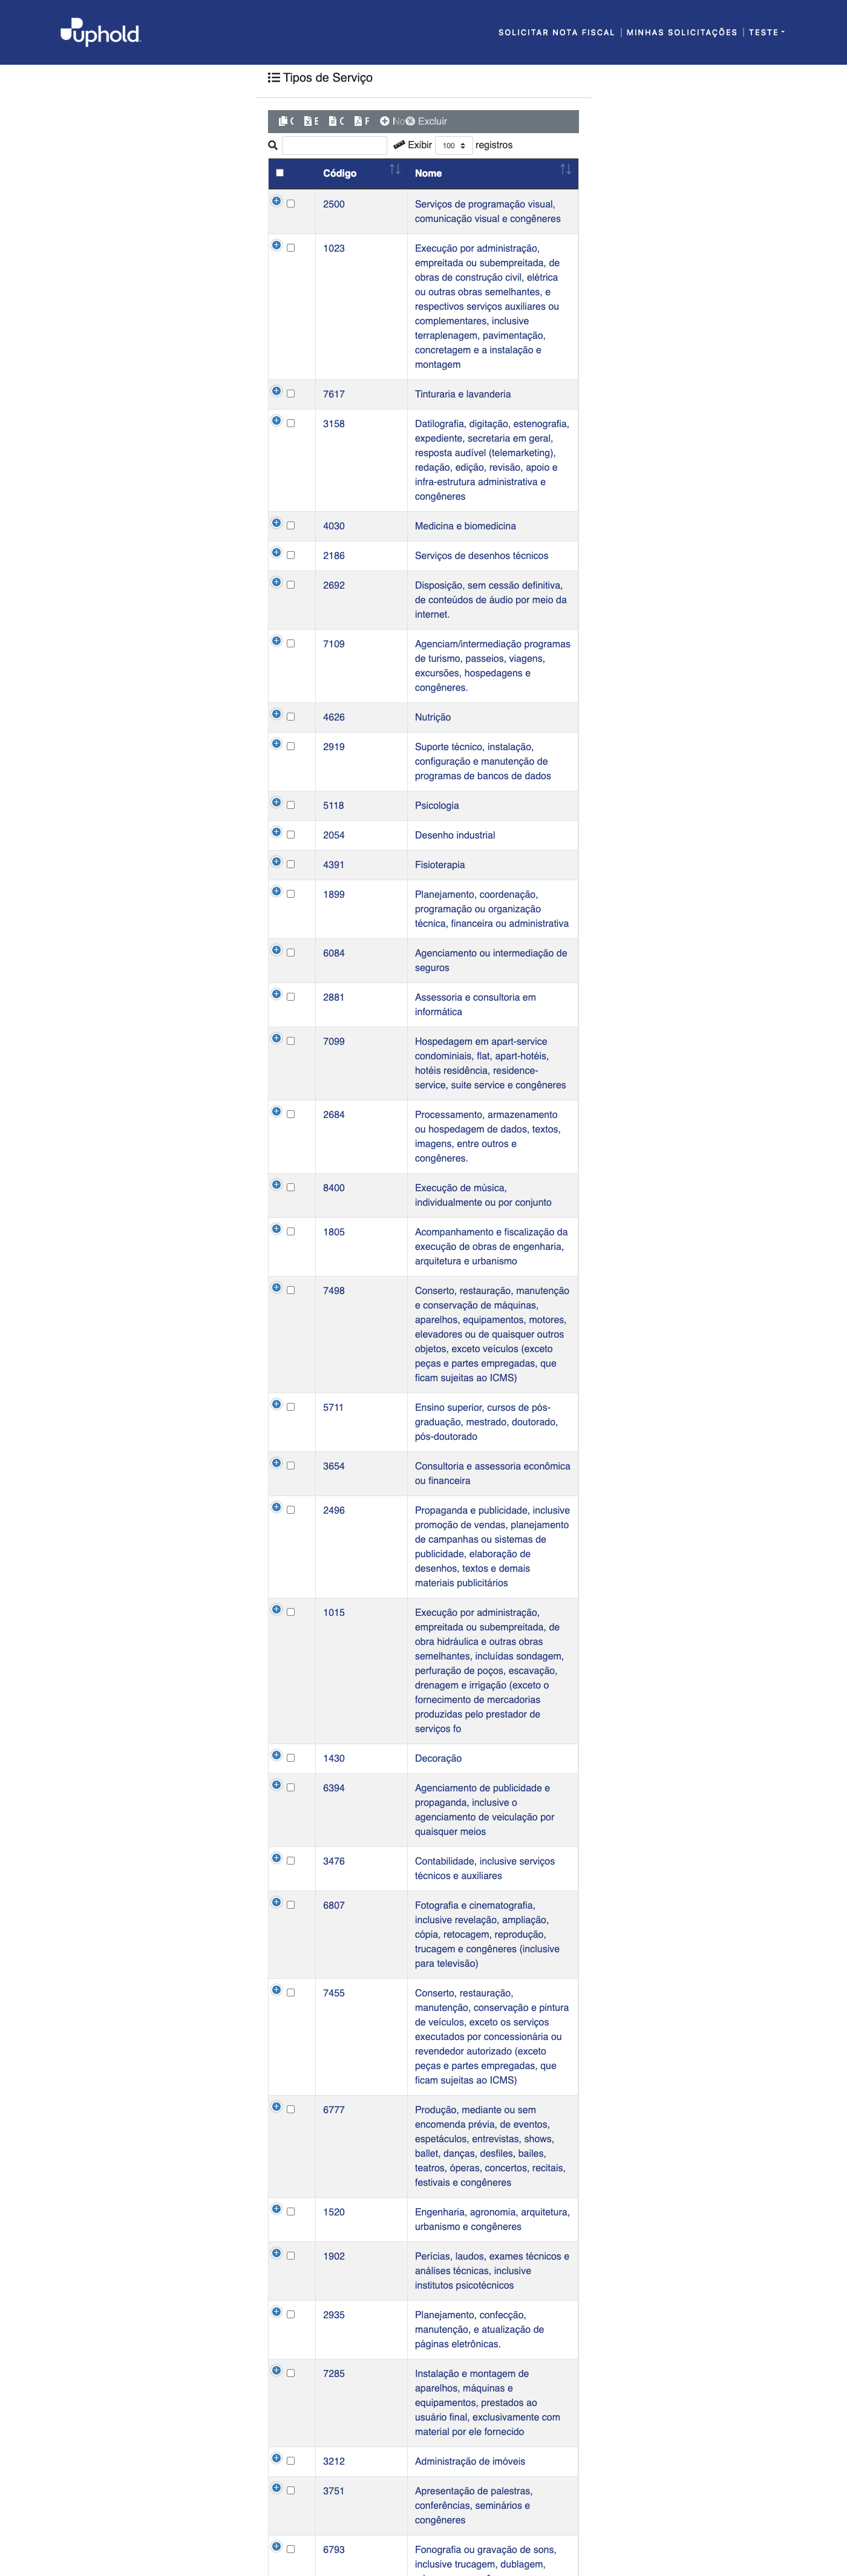 uphold
SOLICITAR NOTA FISCAL | MINHAS SOLICITAÇÕES | TESTE
Tipos de Serviço
Excluir
Exibir 100 registros
Código Nome
2500 Serviços de programação visual,
comunicação visual e congêneres
1023 Execução por administração,
empreitada ou subempreitada, de
obras de construção civil, elétrica
ou outras obras semelhantes, e
respectivos serviços auxiliares ou
complementares, inclusive
terraplenagem, pavimentação,
concretagem e a instalação e
montagem
7617 Tinturaria e lavanderia
3158 Datilografia, digitação, estenografia,
expediente, secretaria em geral,
resposta audível (telemarketing),
redação, edição, revisão, apoio e
infra-estrutura administrativa e
congêneres
4030 Medicina e biomedicina
2186 Serviços de desenhos técnicos
2692 Disposição, sem cessão definitiva,
de conteúdos de áudio por meio da
internet.
7109 Agenciam/intermediação programas
de turismo, passeios, viagens,
excursões, hospedagens e
congêneres.
4626 Nutrição
2919 Suporte técnico, instalação,
configuração e manutenção de
programas de bancos de dados
5118 Psicologia
2054 Desenho industrial
4391 Fisioterapia
1899 Planejamento, coordenação,
programação ou organização
técnica, financeira ou administrativa
6084 Agenciamento ou intermediação de
seguros
2881 Assessoria e consultoria em
informática
7099 Hospedagem em apart-service
condominiais, flat, apart-hotéis,
hotéis residência, residence-
service, suite service e congêneres
2684 Processamento, armazenamento
ou hospedagem de dados, textos,
imagens, entre outros e
congêneres.
8400 Execução de música,
individualmente ou por conjunto
1805 Acompanhamento e fiscalização da
execução de obras de engenharia,
arquitetura e urbanismo
7498 Conserto, restauração, manutenção
e conservação de máquinas,
aparelhos, equipamentos, motores,
elevadores ou de quaisquer outros
objetos, exceto veículos (exceto
peças e partes empregadas, que
ficam sujeitas ao ICMS)
5711 Ensino superior, cursos de pós-
graduação, mestrado, doutorado,
pós-doutorado
3654 Consultoria e assessoria econômica
ou financeira
2496 Propaganda e publicidade, inclusive
promoção de vendas, planejamento
de campanhas ou sistemas de
publicidade, elaboração de
desenhos, textos e demais
materiais publicitários
1015 Execução por administração,
empreitada ou subempreitada, de
obra hidráulica e outras obras
semelhantes, incluídas sondagem,
perfuração de poços, escavação,
drenagem e irrigação (exceto o
fornecimento de mercadorias
produzidas pelo prestador de
serviços fo
1430 Decoração
6394 Agenciamento de publicidade e
propaganda, inclusive o
agenciamento de veiculação por
quaisquer meios
3476 Contabilidade, inclusive serviços
técnicos e auxiliares
6807 Fotografia e cinematografia,
inclusive revelação, ampliação,
cópia, retocagem, reprodução,
trucagem e congêneres (inclusive
para televisão)
7455 Conserto, restauração,
manutenção, conservação e pintura
de veículos, exceto os serviços
executados por concessionária ou
revendedor autorizado (exceto
peças e partes empregadas, que
ficam sujeitas ao ICMS)
6777 Produção, mediante ou sem
encomenda prévia, de eventos,
espetáculos, entrevistas, shows,
ballet, danças, desfiles, bailes,
teatros, óperas, concertos, recitais,
festivais e congêneres
1520 Engenharia, agronomia, arquitetura,
urbanismo e congêneres
1902 Perícias, laudos, exames técnicos e
análises técnicas, inclusive
institutos psicotécnicos
2935 Planejamento, confecção,
manutenção, e atualização de
páginas eletrônicas.
7285 Instalação e montagem de
aparelhos, máquinas e
equipamentos, prestados ao
usuário final, exclusivamente com
material por ele fornecido
3212 Administração de imóveis
3751 Apresentação de palestras,
conferências, seminários e
congêneres
6793 Fonografia ou gravação de sons,
inclusive trucagem, dublagem,